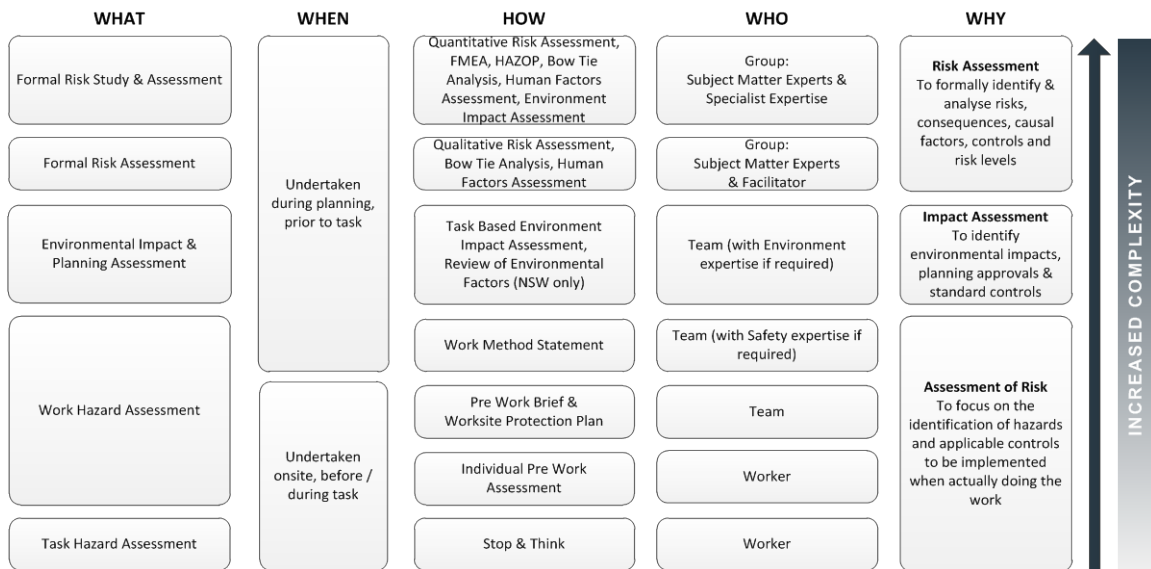 WHAT
WHEN
HOW
WHO
WHY
Formal Risk Study & Assessment
Formal Risk Assessment
Environmental Impact &
Planning Assessment
Work Hazard Assessment
Task Hazard Assessment
Undertaken
during planning,
prior to task
Undertaken
onsite, before /
during task
Quantitative Risk Assessment,
FMEA, HAZOP, Bow Tie
Analysis, Human Factors
Assessment, Environment
Impact Assessment
Qualitative Risk Assessment,
Bow Tie Analysis, Human
Factors Assessment
Task Based Environment
Impact Assessment,
Review of Environmental
Factors (NSW only)
Work Method Statement
Pre Work Brief &
Worksite Protection Plan
Individual Pre Work
Assessment
Stop & Think
Group:
Subject Matter Experts &
Specialist Expertise
Group:
Subject Matter Experts
& Facilitator
Team (with Environment
expertise if required)
Team (with Safety expertise if
required)
Team
Worker
Worker
Risk Assessment
To formally identify &
analyse risks,
consequences, causal
factors, controls and
risk levels
Impact Assessment
To identify
environmental impacts,
planning approvals &
standard controls
Assessment of Risk
To focus on the
identification of hazards
and applicable controls
to be implemented
when actually doing the
work
INCREASED COMPLEXITY